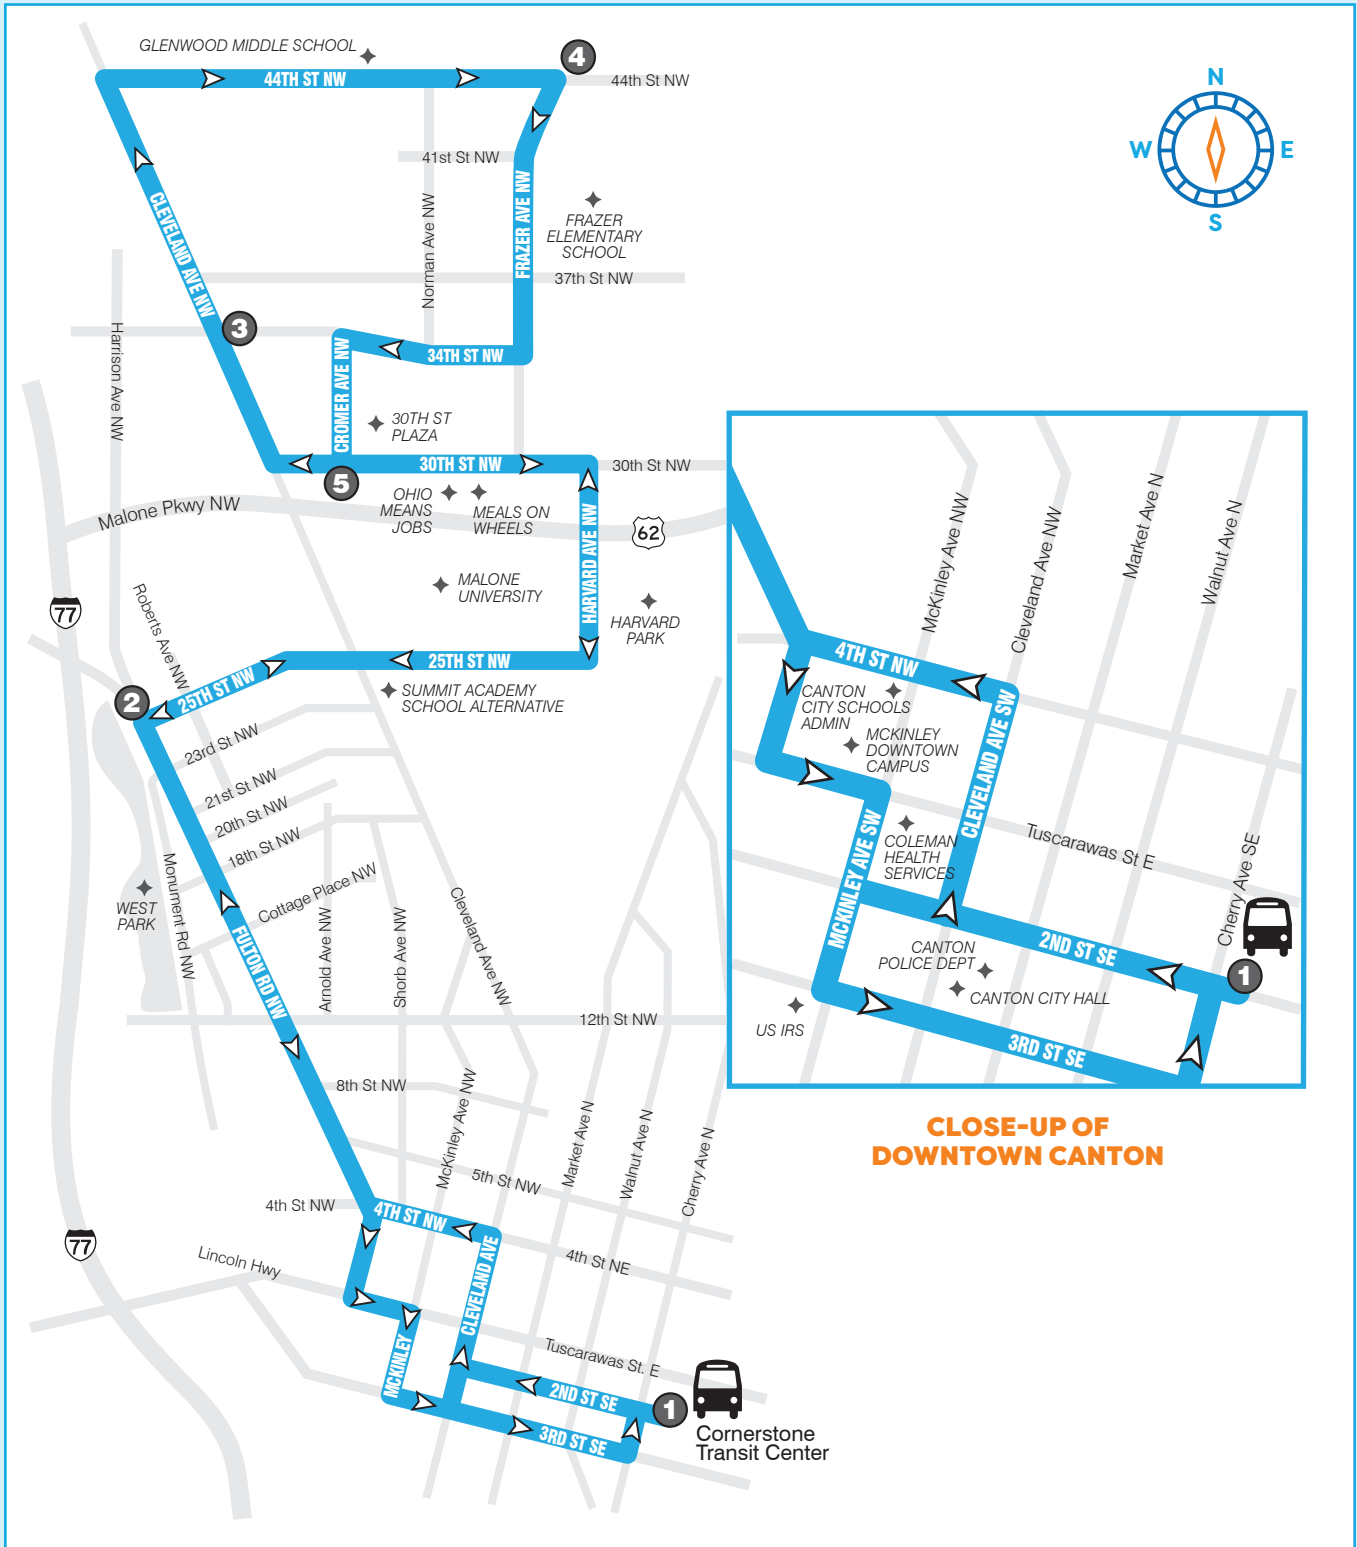 GLENWOOD MIDDLE SCHOOL
4
44TH ST NW
44th St NW
N
W
E
S
41st St NW
CLEVELAND AVE NW
Norman Ave NW
FRAZER AVE NW
FRAZER
ELEMENTARY
SCHOOL
37th St NW
3
Harrison Ave NW
34TH ST NW
CROMER AVE NW
30TH ST
PLAZA
30TH ST NW
30th St NW
5
OHIO
MEANS
JOBS
MEALS ON
WHEELS
Malone Pkwy NW
62
HARVARD AVE NW
MALONE
UNIVERSITY
HARVARD
PARK
77
Roberts Ave NW
25TH ST NW
25TH ST NW
SUMMIT ACADEMY
SCHOOL ALTERNATIVE
2
23rd St NW
21st St NW
20th St NW
18th St NW
Cottage Place NW
WEST
PARK
Monument Rd NW
FULTON RD NW
Arnold Ave NW
Shorb Ave NW
Cleveland Ave NW
12th St NW
8th St NW
McKinley Ave NW
Market Ave N
Walnut Ave N
Cherry Ave N
5th St NW
4th St NW
4TH ST NW
4th St NE
77
Lincoln Hwy
CLEVELAND AVE
MCKINLEY
Tuscarawas St. E
2ND ST SE
1
3RD ST SE
Cornerstone
Transit Center
McKinley Ave NW
Cleveland Ave NW
Market Ave N
Walnut Ave N
4TH ST NW
CANTON
CITY SCHOOLS
ADMIN
MCKINLEY
DOWNTOWN
CAMPUS
CLEVELAND AVE SW
COLEMAN
HEALTH
SERVICES
MCKINLEY AVE SW
Tuscarawas St E
Cherry Ave SE
2ND ST SE
1
CANTON
POLICE DEPT
CANTON CITY HALL
US IRS
3RD ST SE
CLOSE-UP OF
DOWNTOWN CANTON